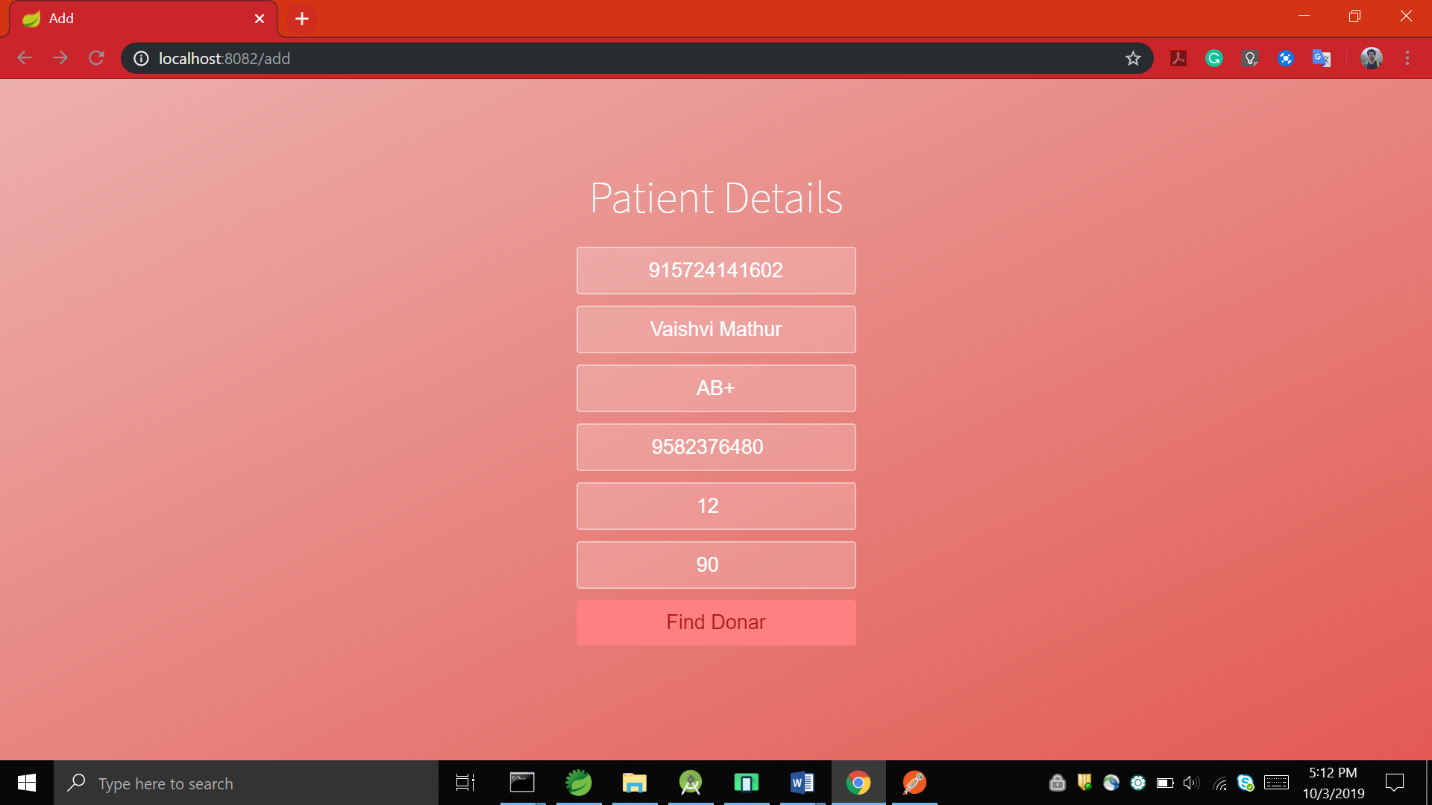 Add
localhost:8082/add
Patient Details
915724141602
Vaishvi Mathur
AB+
9582376480
12
90
Find Donar
Type here to search
5:12 PM
10/3/2019